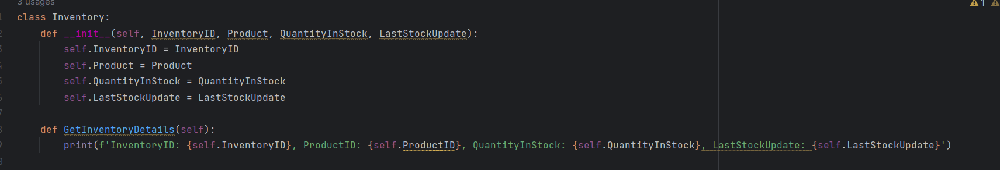 3 usages
1
class Inventory:
2
def __init__(self, InventoryID, Product, QuantityInStock, LastStockUpdate):
self.InventoryID = InventoryID
self.Product = Product
self.QuantityInStock = QuantityInStock
self.LastStockUpdate = LastStockUpdate
def GetInventoryDetails(self):
print(f'InventoryID: {self.InventoryID}, ProductID: {self.ProductID}, QuantityInStock: {self.QuantityInStock}, LastStockUpdate: {self.LastStockUpdate}')